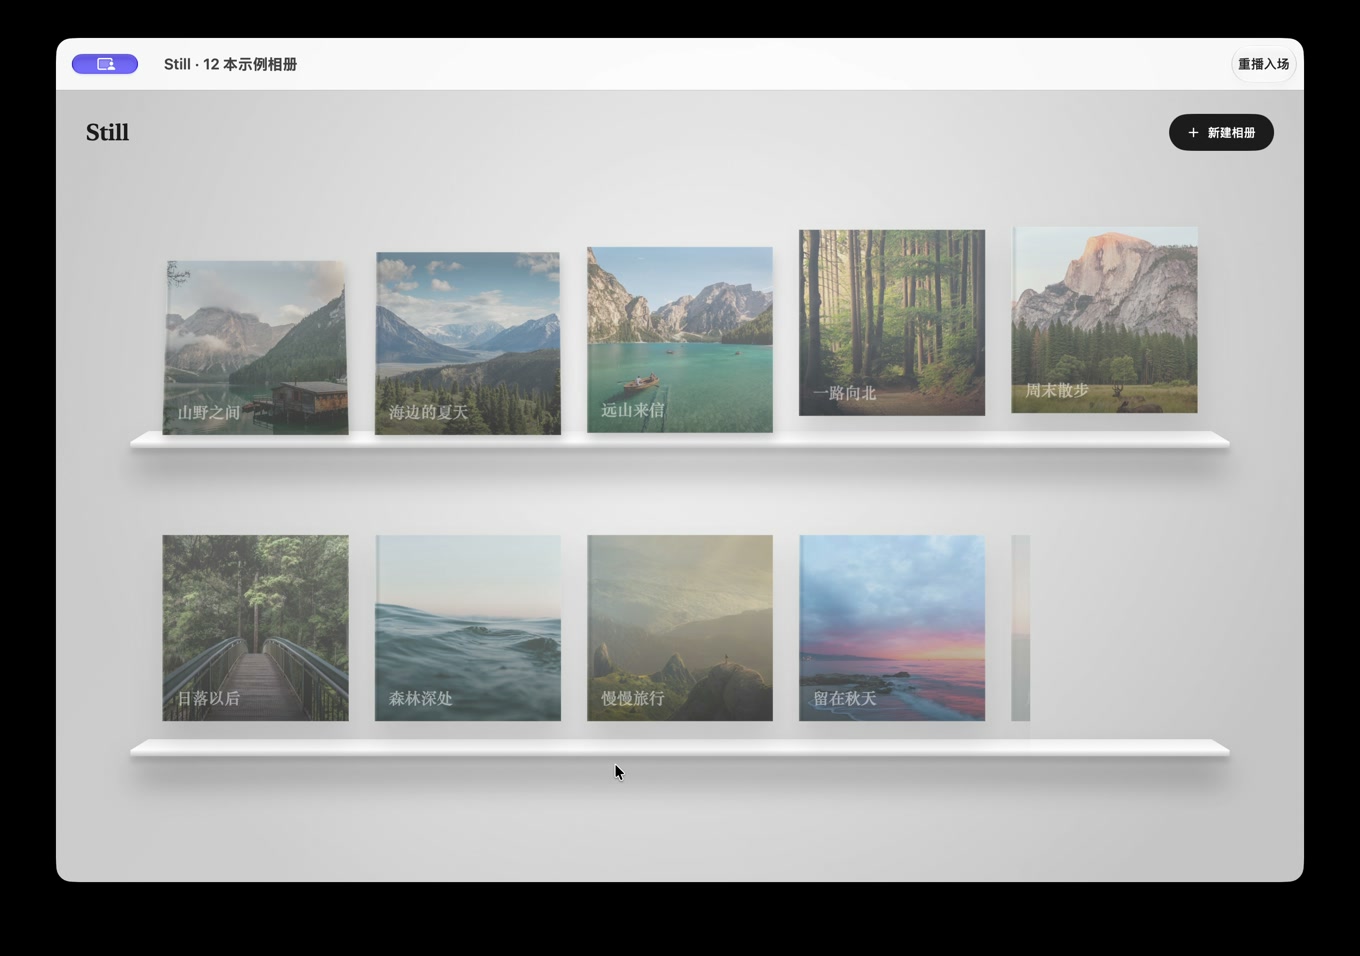 Still · 12 本示例相册
重播入场
Still
+ 新建相册
山野之间
海边的夏天
远山来信
一路向北
周末散步
日落以后
森林深处
慢慢旅行
留在秋天